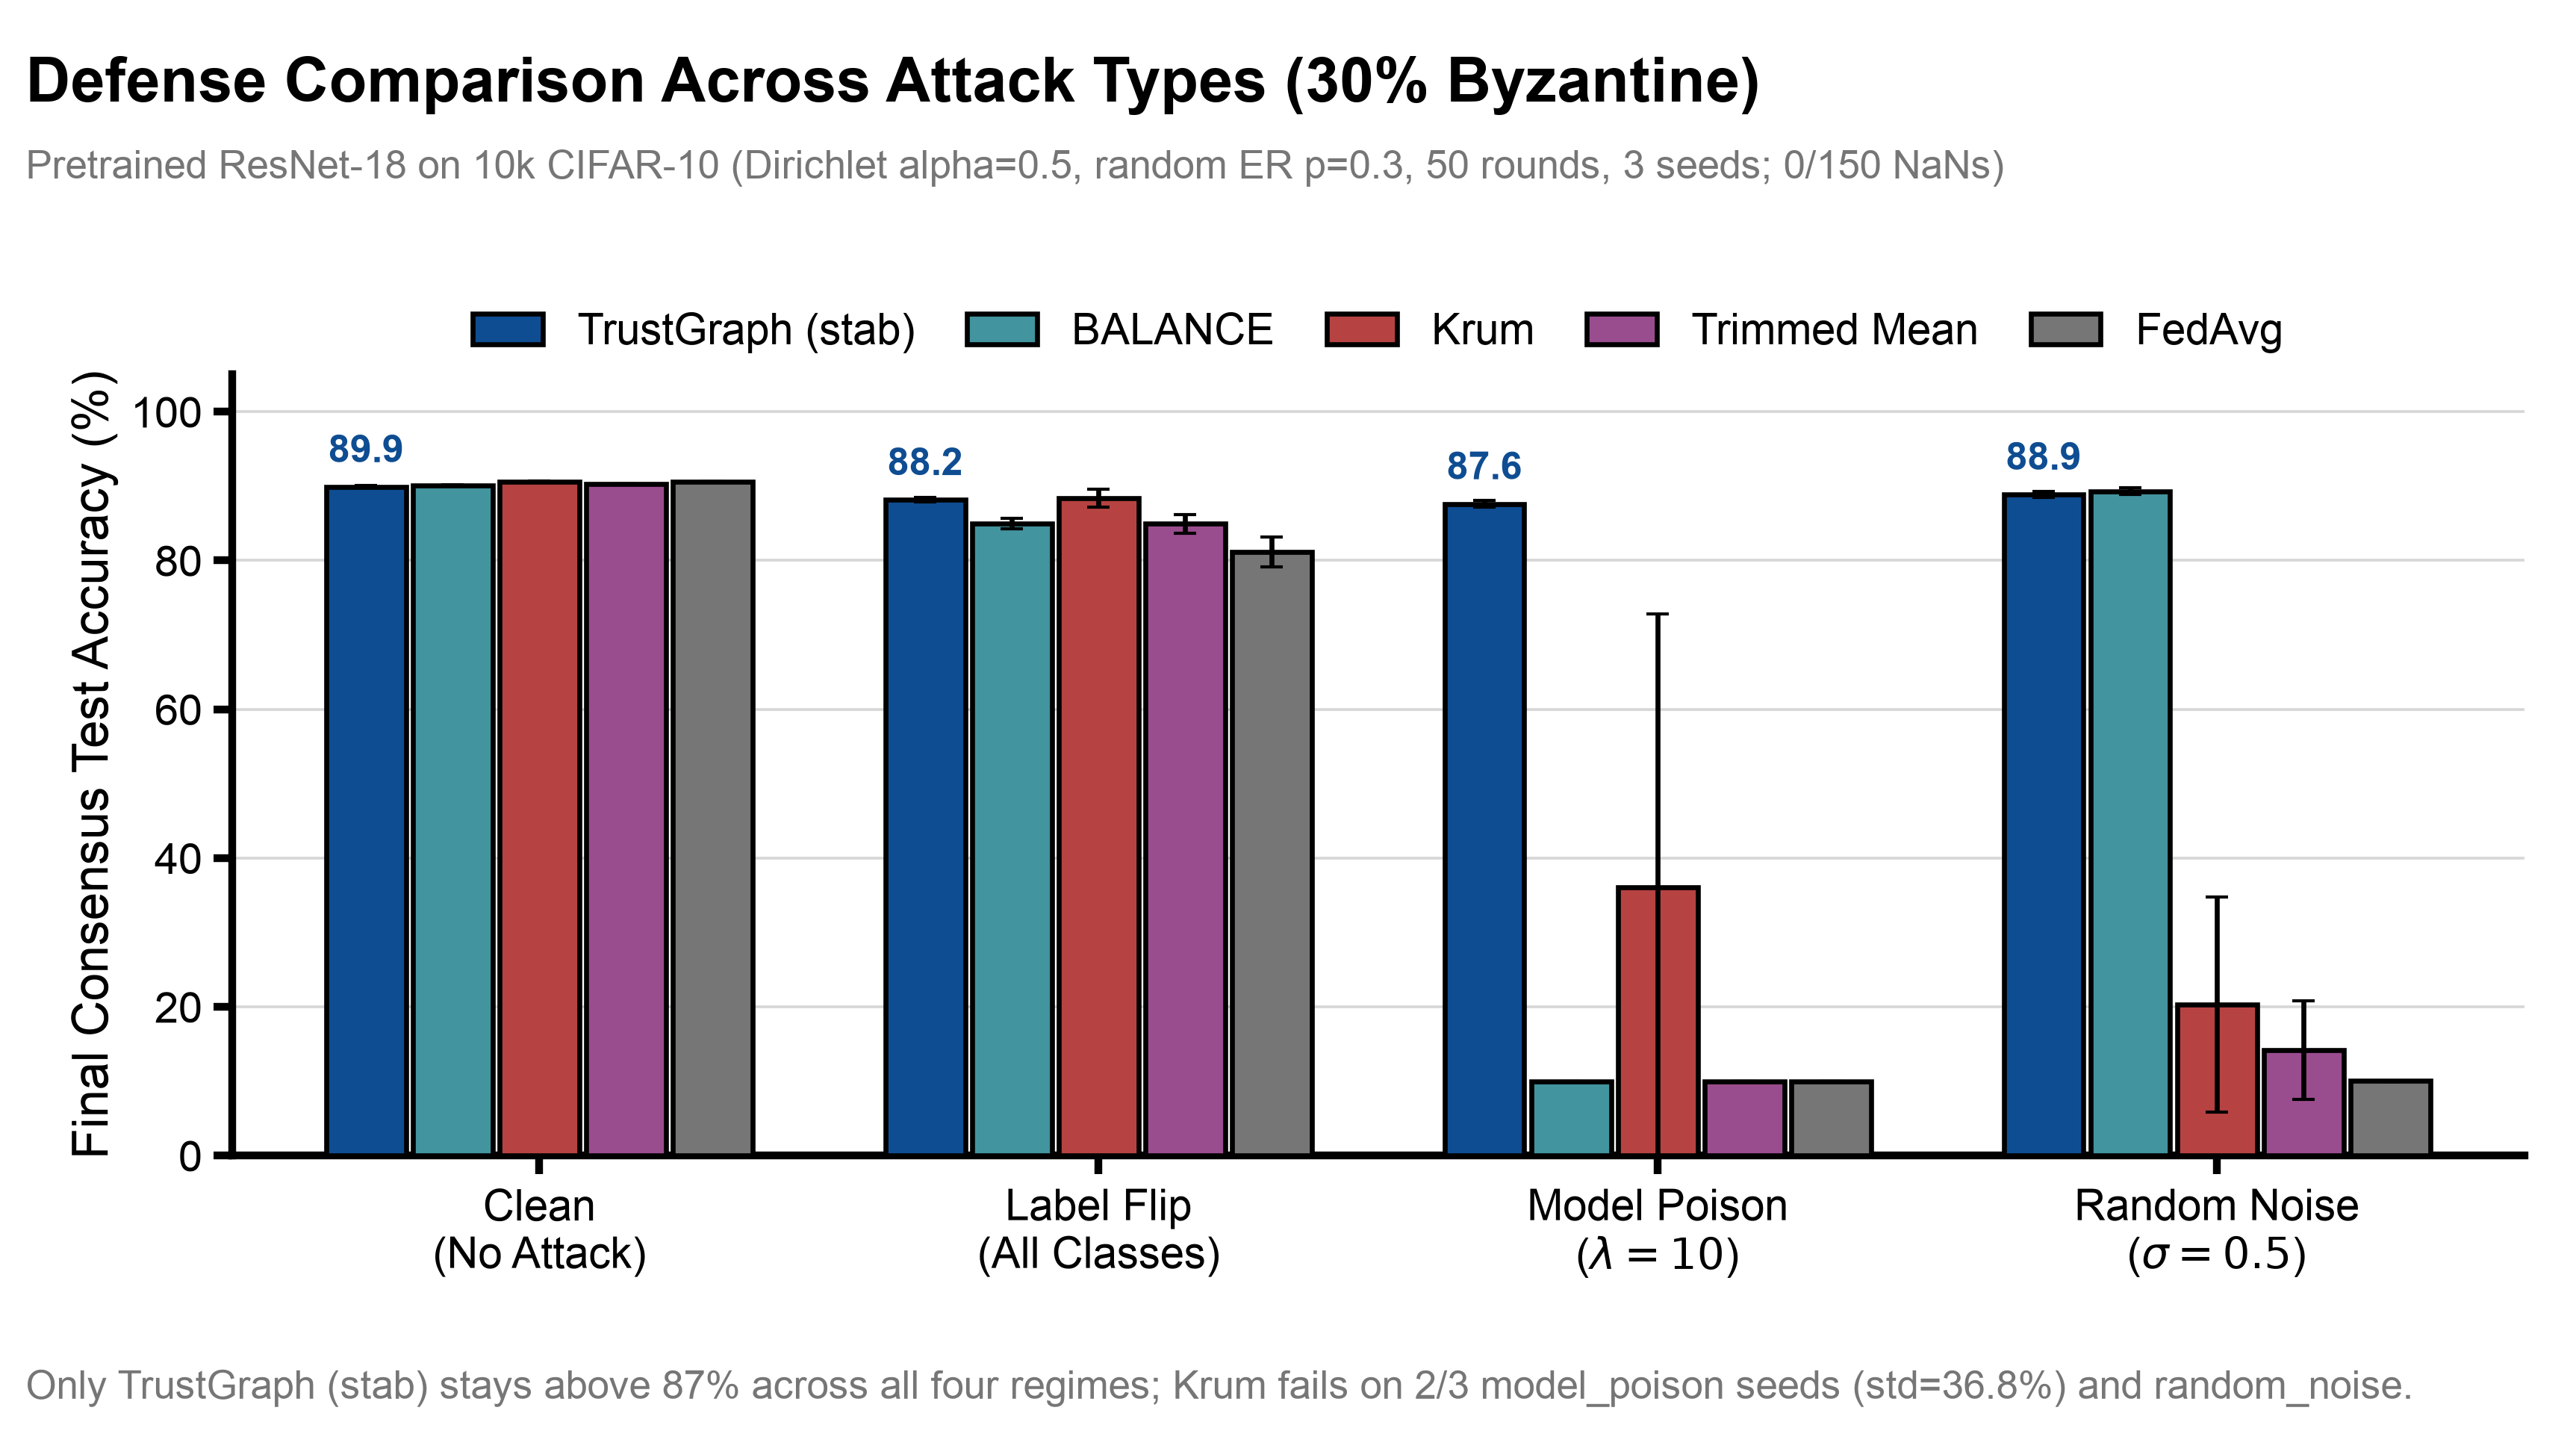 Defense Comparison Across Attack Types (30% Byzantine)
Pretrained ResNet-18 on 10k CIFAR-10 (Dirichlet alpha=0.5, random ER p=0.3, 50 rounds, 3 seeds; 0/150 NaNs)
TrustGraph (stab) BALANCE Krum Trimmed Mean FedAvg
Final Consensus Test Accuracy (%)
100
80
60
40
20
0
89.9
88.2
87.6
88.9
Clean
(No Attack)
Label Flip
(All Classes)
Model Poison
(λ = 10)
Random Noise
(σ = 0.5)
Only TrustGraph (stab) stays above 87% across all four regimes; Krum fails on 2/3 model_poison seeds (std=36.8%) and random_noise.